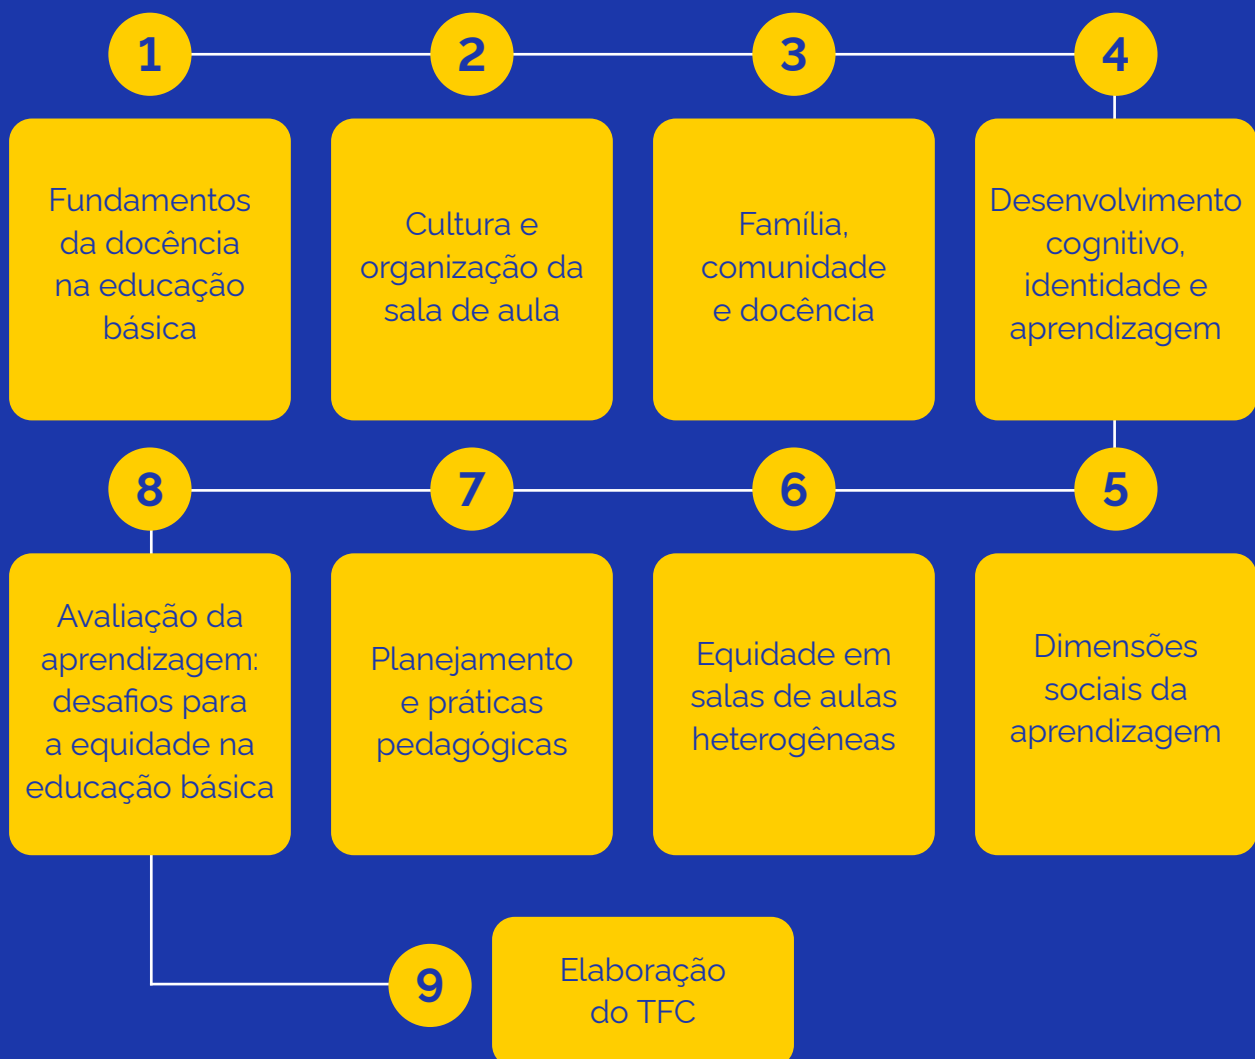 1
Fundamentos
da docência
na educação
básica
2
Cultura e
organização da
sala de aula
3
Família,
comunidade
e docência
4
Desenvolvimento
cognitivo,
identidade e
aprendizagem
5
Dimensões
sociais da
aprendizagem
6
Equidade em
salas de aulas
heterogêneas
7
Planejamento
e práticas
pedagógicas
8
Avaliação da
aprendizagem:
desafios para
a equidade na
educação básica
9
Elaboração
do TFC